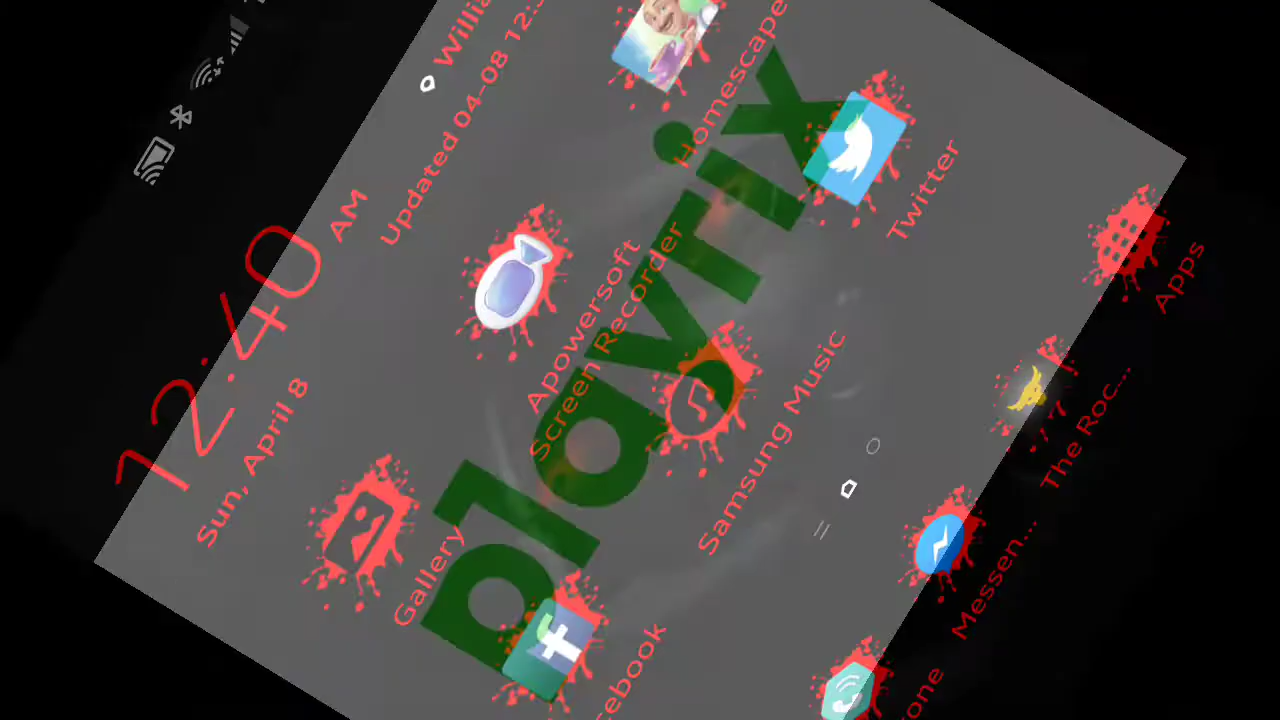 12:40 AM
Sun, April 8
Updated 04-08 12:
Homescape
Apowersoft
Screen Recorder
Twitter
Gallery
Samsung Music
playrix
cebook
Apps
The Roc...
Messen...
one